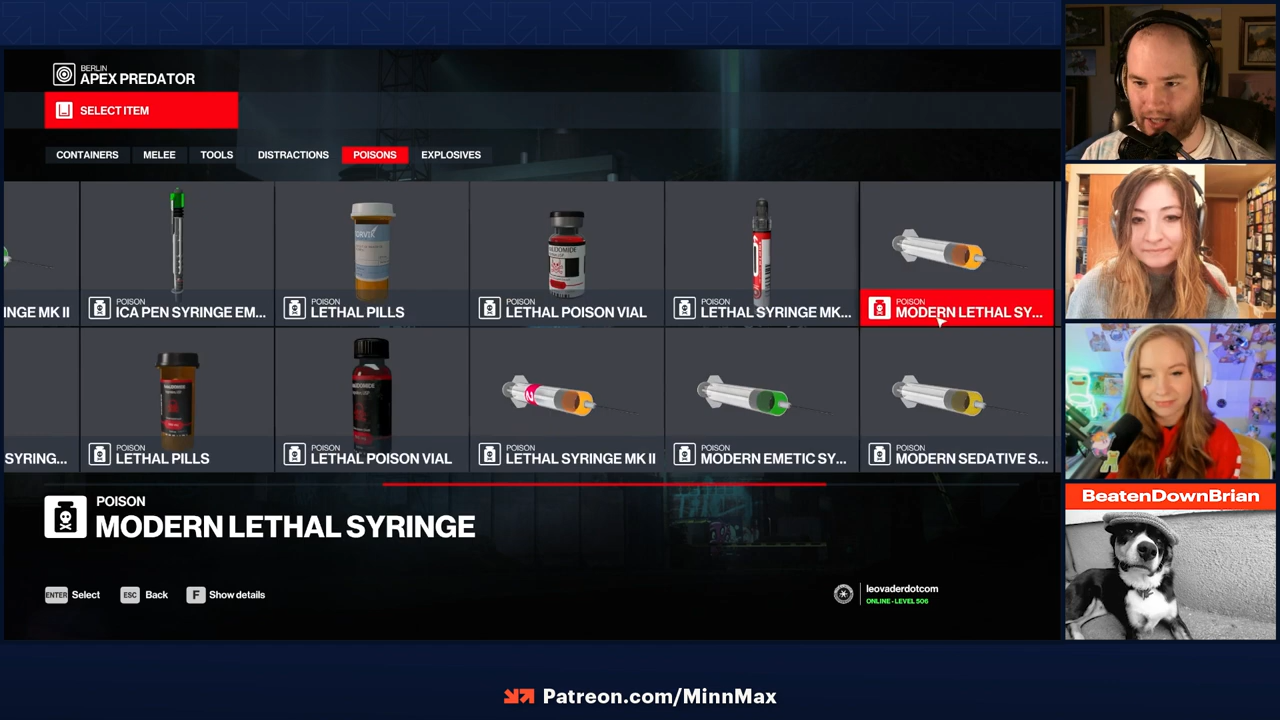 BERLIN
APEX PREDATOR
SELECT ITEM
CONTAINERS MELEE TOOLS DISTRACTIONS POISONS EXPLOSIVES
POISON POISON POISON POISON POISON
INGE MK II ICA PEN SYRINGE EM... LETHAL PILLS LETHAL POISON VIAL LETHAL SYRINGE MK... MODERN LETHAL SY...
POISON POISON POISON POISON POISON
SYRING... LETHAL PILLS LETHAL POISON VIAL LETHAL SYRINGE MK II MODERN EMETIC SY... MODERN SEDATIVE S...
BeatenDownBrian
POISON
MODERN LETHAL SYRINGE
ENTER Select ESC Back F Show details
leovaderdotcom
ONLINE - LEVEL 506
Patreon.com/MinnMax